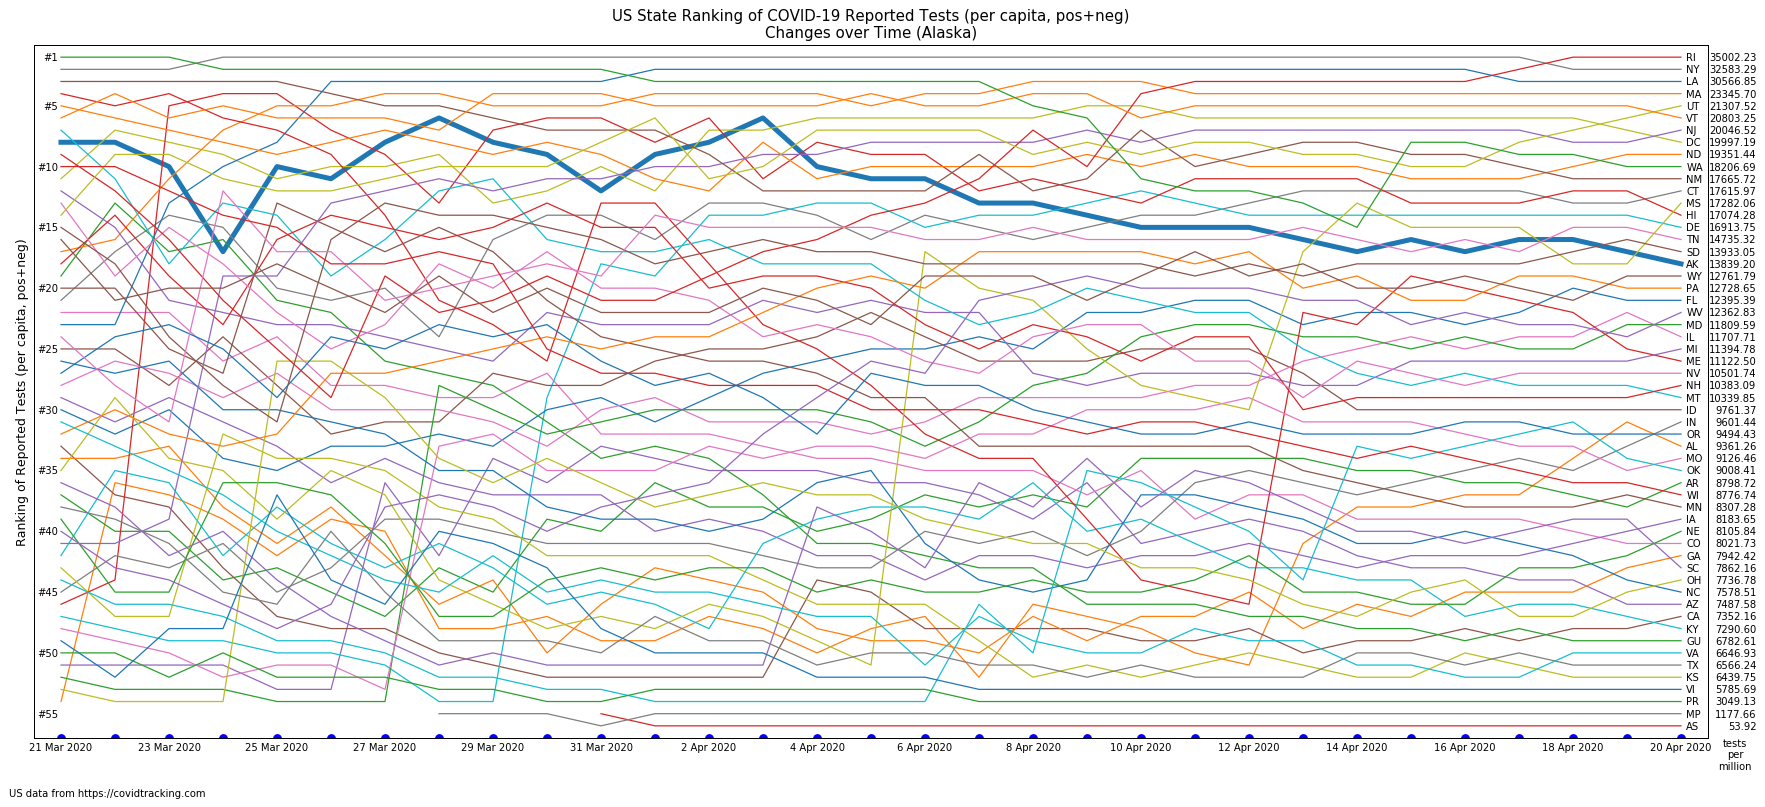 US State Ranking of COVID-19 Reported Tests (per capita, pos+neg)
Changes over Time (Alaska)
Ranking of Reported Tests (per capita, pos+neg)
#1
#5
#10
#15
#20
#25
#30
#35
#40
#45
#50
#55
RI 35002.23
NY 32583.29
LA 30566.85
MA 23345.70
UT 21307.52
VT 20803.25
NJ 20046.52
DC 19997.19
ND 19351.44
WA 18206.69
NM 17665.72
CT 17615.97
MS 17282.06
HI 17074.28
DE 16913.75
TN 14735.32
SD 13933.05
AK 13839.20
WY 12761.79
PA 12728.65
FL 12395.39
WV 12362.83
MD 11809.59
IL 11707.71
MI 11394.78
ME 11122.50
NV 10501.74
NH 10383.09
MT 10339.85
ID 9761.37
IN 9601.44
OR 9494.43
AL 9361.26
MO 9126.46
OK 9008.41
AR 8798.72
WI 8776.74
MN 8307.28
IA 8183.65
NE 8105.84
CO 8021.73
GA 7942.42
SC 7862.16
OH 7736.78
NC 7578.51
AZ 7487.58
CA 7352.16
KY 7290.60
GU 6782.61
VA 6646.93
TX 6566.24
KS 6439.75
VI 5785.69
PR 3049.13
MP 1177.66
AS 53.92
21 Mar 2020 23 Mar 2020 25 Mar 2020 27 Mar 2020 29 Mar 2020 31 Mar 2020 2 Apr 2020 4 Apr 2020 6 Apr 2020 8 Apr 2020 10 Apr 2020 12 Apr 2020 14 Apr 2020 16 Apr 2020 18 Apr 2020 20 Apr 2020
tests
per
million
US data from https://covidtracking.com